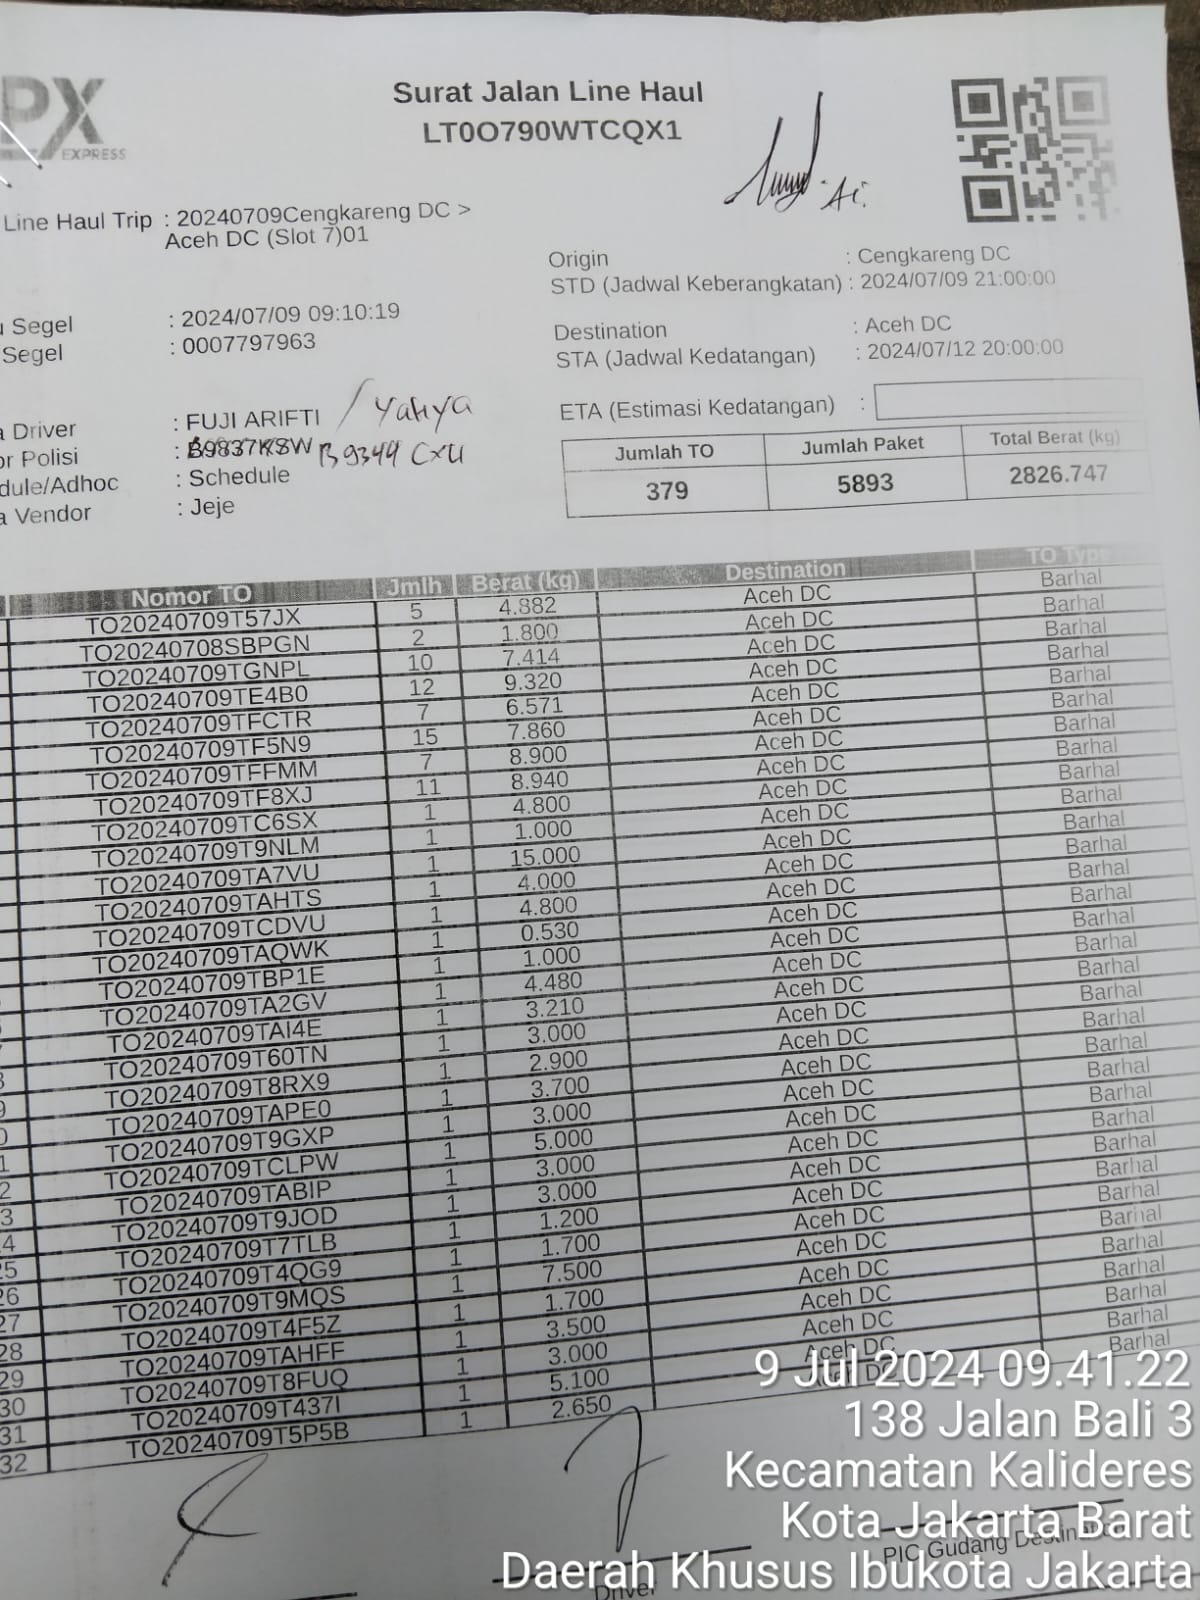 PX
EXPRESS
Surat Jalan Line Haul
LT0O790WTCQX1
Line Haul Trip : 20240709Cengkareng DC >
Aceh DC (Slot 7)01
Segel : 2024/07/09 09:10:19
Segel : 0007797963
Driver : FUJI ARIFTI / Yahya
Polisi : B9837KSW B 9344 CXU
dule/Adhoc : Schedule
Vendor : Jeje
Origin : Cengkareng DC
STD (Jadwal Keberangkatan) : 2024/07/09 21:00:00
Destination : Aceh DC
STA (Jadwal Kedatangan) : 2024/07/12 20:00:00
ETA (Estimasi Kedatangan) :
Jumlah TO Jumlah Paket Total Berat (kg)
379 5893 2826.747
Nomor TO Jmlh Berat (kg) Destination TO Type
TO20240709T57JX 5 4.882 Aceh DC Barhal
TO20240708SBPGN 2 1.800 Aceh DC Barhal
TO20240709TGNPL 10 7.414 Aceh DC Barhal
TO20240709TE4B0 12 9.320 Aceh DC Barhal
TO20240709TFCTR 7 6.571 Aceh DC Barhal
TO20240709TF5N9 15 7.860 Aceh DC Barhal
TO20240709TFFMM 7 8.900 Aceh DC Barhal
TO20240709TF8XJ 11 8.940 Aceh DC Barhal
TO20240709TC6SX 1 4.800 Aceh DC Barhal
TO20240709T9NLM 1 1.000 Aceh DC Barhal
TO20240709TA7VU 1 15.000 Aceh DC Barhal
TO20240709TAHTS 1 4.000 Aceh DC Barhal
TO20240709TCDVU 1 4.800 Aceh DC Barhal
TO20240709TAQWK 1 0.530 Aceh DC Barhal
TO20240709TBP1E 1 1.000 Aceh DC Barhal
TO20240709TA2GV 1 4.480 Aceh DC Barhal
TO20240709TAI4E 1 3.210 Aceh DC Barhal
TO20240709T60TN 1 3.000 Aceh DC Barhal
TO20240709T8RX9 1 2.900 Aceh DC Barhal
TO20240709TAPE0 1 3.700 Aceh DC Barhal
TO20240709T9GXP 1 3.000 Aceh DC Barhal
TO20240709TCLPW 1 5.000 Aceh DC Barhal
TO20240709TABIP 1 3.000 Aceh DC Barhal
TO20240709T9JOD 1 3.000 Aceh DC Barhal
TO20240709T7TLB 1 1.200 Aceh DC Barhal
26 TO20240709T4QG9 1 1.700 Aceh DC Barhal
27 TO20240709T9MQS 1 7.500 Aceh DC Barhal
28 TO20240709T4F5Z 1 1.700 Aceh DC Barhal
29 TO20240709TAHFF 1 3.500 Aceh DC Barhal
30 TO20240709T8FUQ 1 3.000 Aceh DC Barhal
31 TO20240709T437I 1 5.100 Aceh DC Barhal
32 TO20240709T5P5B 1 2.650 Barhal
Driver
PIC Gudang Destination
9 Jul 2024 09.41.22
138 Jalan Bali 3
Kecamatan Kalideres
Kota Jakarta Barat
Daerah Khusus Ibukota Jakarta